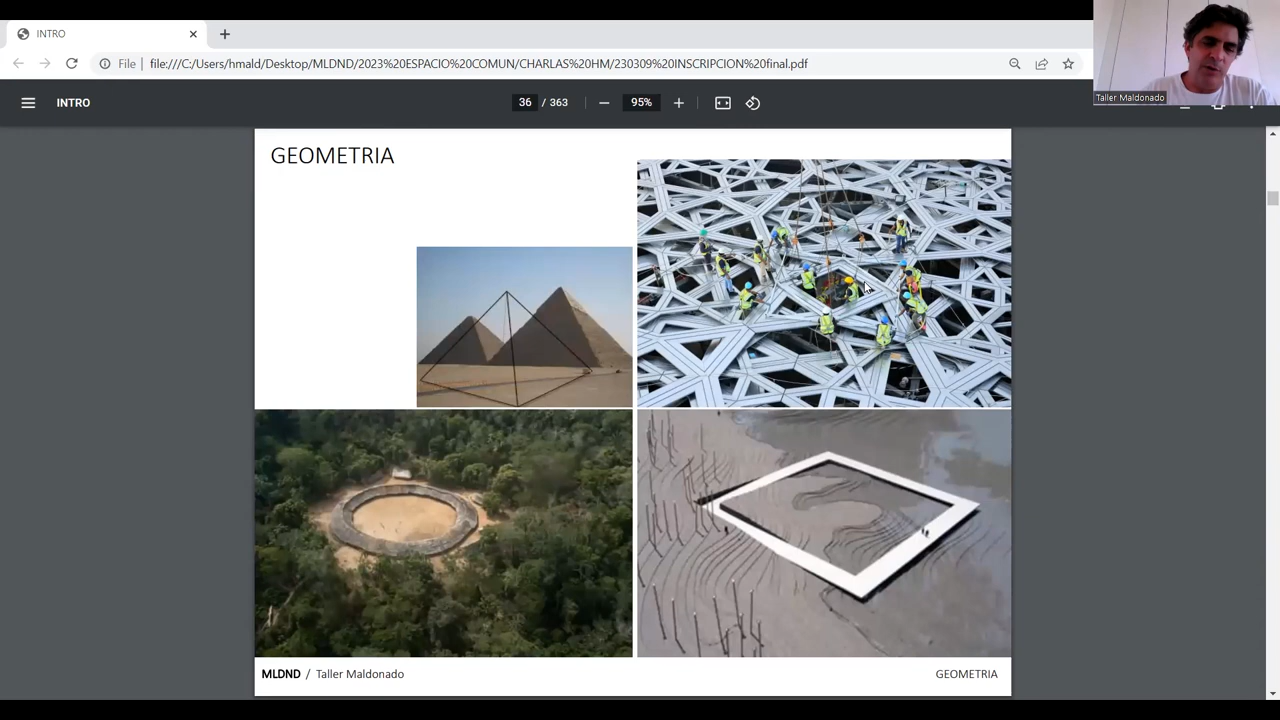 INTRO
File
file:///C:/Users/hmald/Desktop/MLDND/2023%20ESPACIO%20COMUN/CHARLAS%20HM/230309%20INSCRIPCION%20final.pdf
Taller Maldonado
INTRO
36 / 363
95%
GEOMETRIA
MLDND / Taller Maldonado
GEOMETRIA